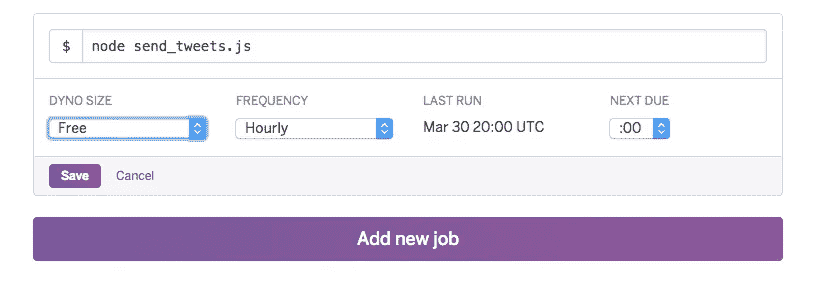 $ node send_tweets.js
DYNO SIZE FREQUENCY LAST RUN NEXT DUE
Free Hourly Mar 30 20:00 UTC :00
Save Cancel
Add new job